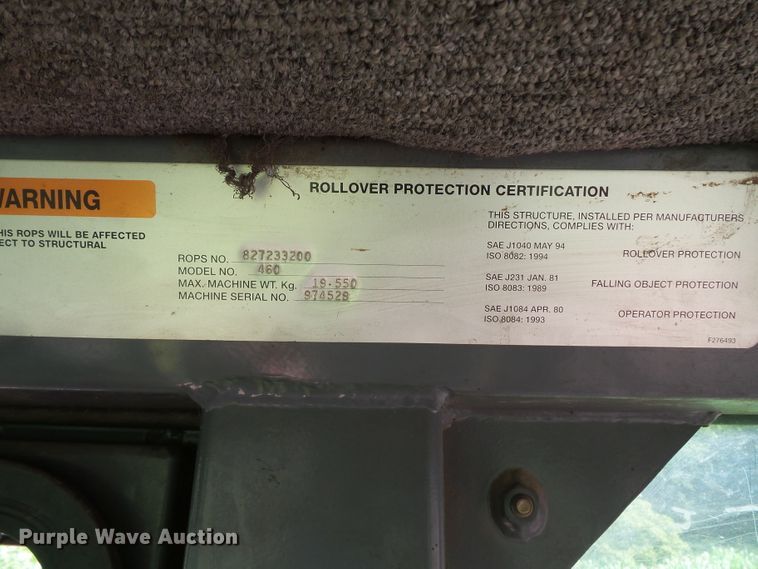 WARNING
THIS ROPS WILL BE AFFECTED
ECT TO STRUCTURAL
ROLLOVER PROTECTION CERTIFICATION
ROPS NO. 827233200
MODEL NO. 460
MAX. MACHINE WT. Kg. 19.550
MACHINE SERIAL NO. 974529
THIS STRUCTURE, INSTALLED PER MANUFACTURERS
DIRECTIONS, COMPLIES WITH:
SAE J1040 MAY 94
ISO 8082: 1994 ROLLOVER PROTECTION
SAE J231 JAN. 81
ISO 8083: 1989 FALLING OBJECT PROTECTION
SAE J1084 APR. 80
ISO 8084: 1993 OPERATOR PROTECTION
F276493
Purple Wave Auction